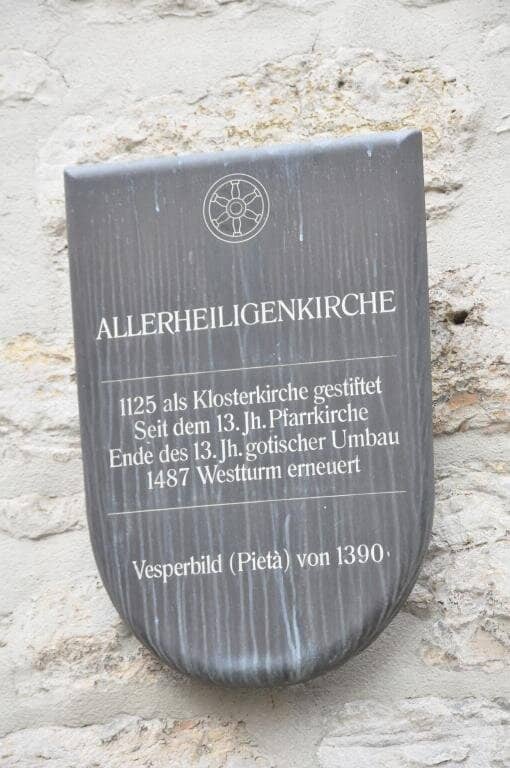 ALLERHEILIGENKIRCHE
1125 als Klosterkirche gestiftet
Seit dem 13. Jh. Pfarrkirche
Ende des 13. Jh. gotischer Umbau
1487 Westturm erneuert
Vesperbild (Pietà) von 1390